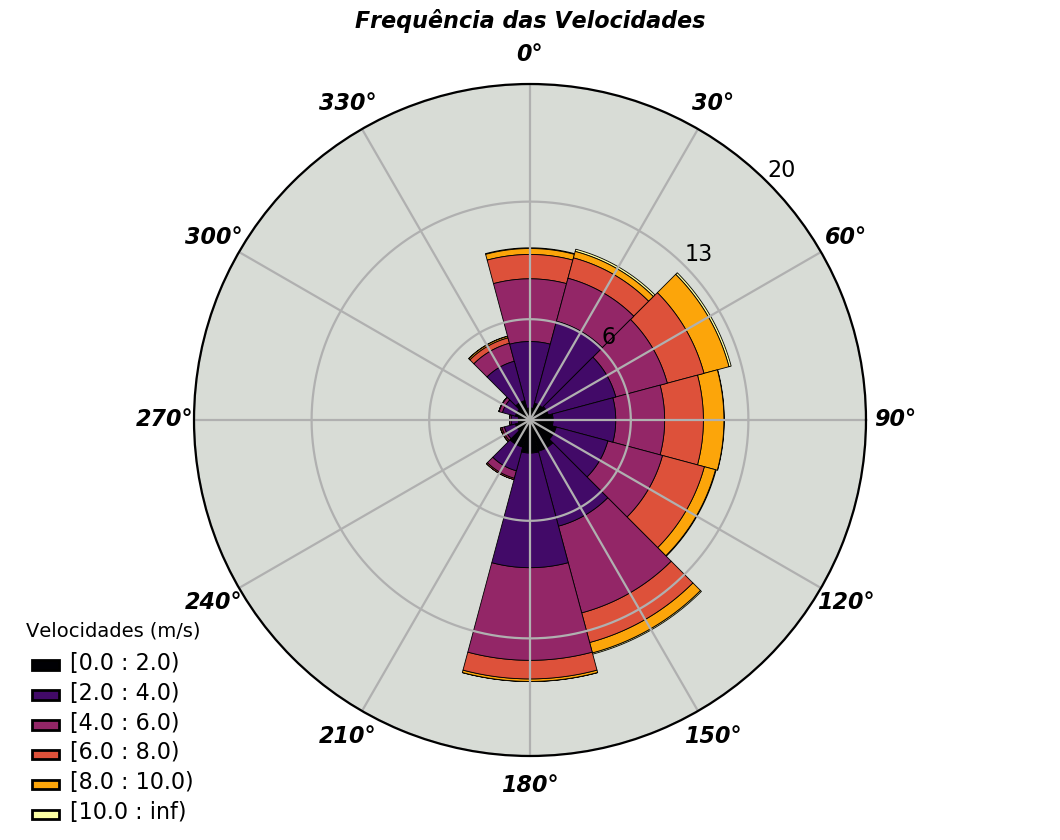 Frequência das Velocidades
0°
330°
30°
20
300°
60°
13
6
270°
90°
240°
120°
210°
150°
180°
Velocidades (m/s)
[0.0 : 2.0)
[2.0 : 4.0)
[4.0 : 6.0)
[6.0 : 8.0)
[8.0 : 10.0)
[10.0 : inf)